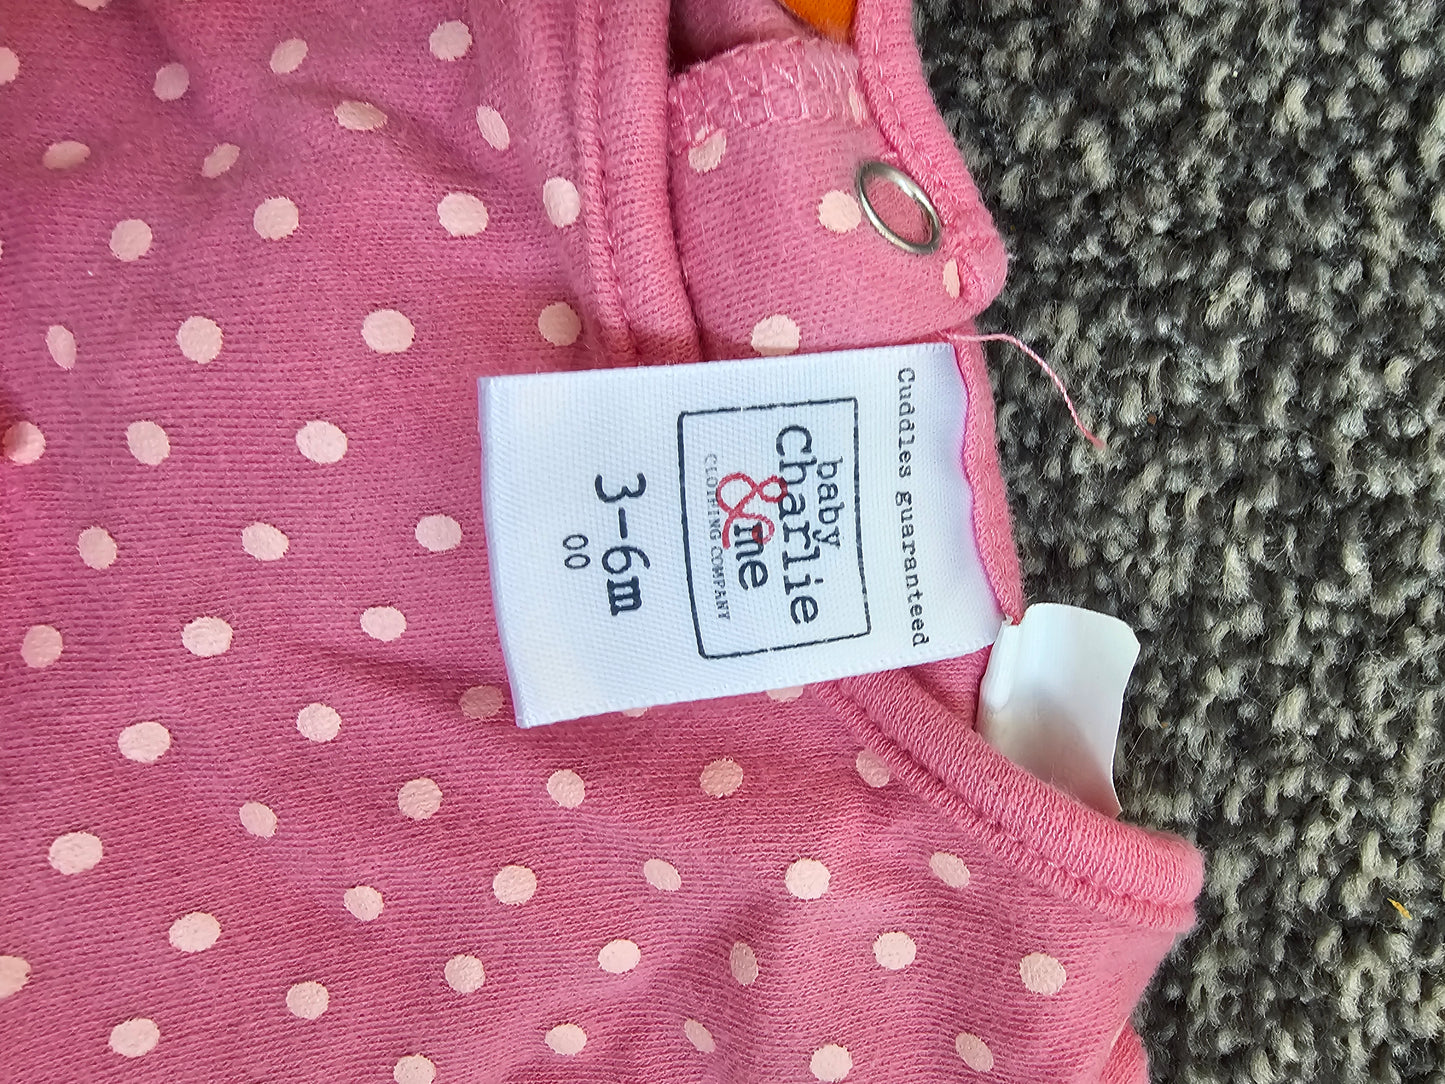 Cuddles guaranteed
baby
Charlie
&me
CLOTHING COMPANY
3-6m
00